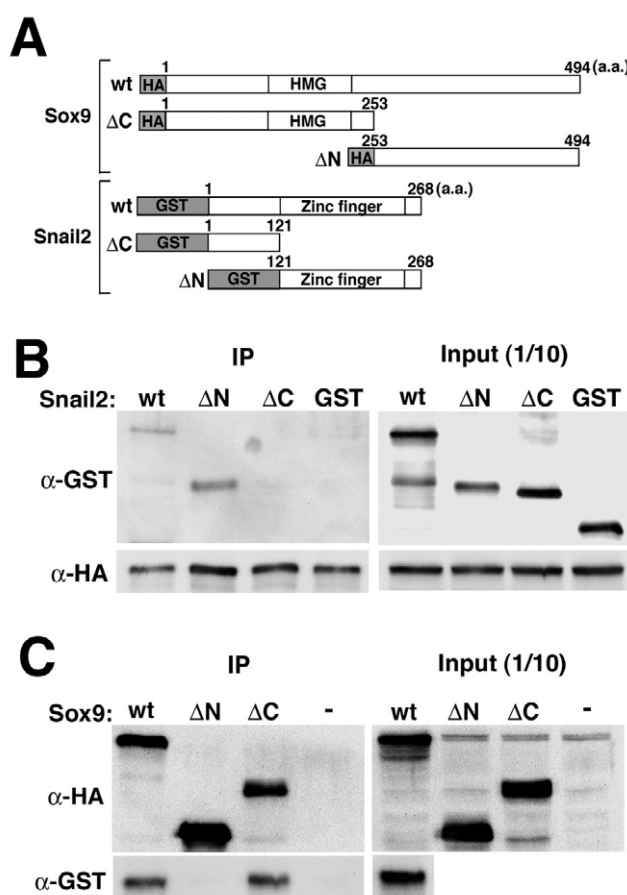 A
1
494 (a.a.)
wt HA HMG
Sox9
1
253
ΔC HA HMG
253
494
ΔN HA
1
268 (a.a.)
wt GST Zinc finger
Snail2
1
121
ΔC GST
121
268
ΔN GST Zinc finger
B
IP
Input (1/10)
Snail2: wt ΔN ΔC GST wt ΔN ΔC GST
α-GST
α-HA
C
IP
Input (1/10)
Sox9: wt ΔN ΔC - wt ΔN ΔC -
α-HA
α-GST